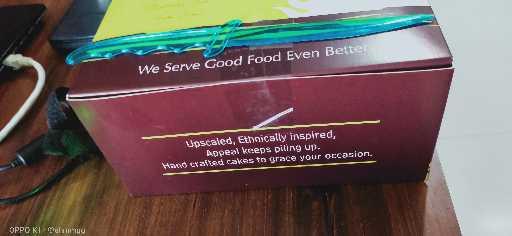 We Serve Good Food Even Better
Upscaled, Ethnically inspired,
Appeal keeps piling up.
Hand crafted cakes to grace your occasion.
OPPO K1